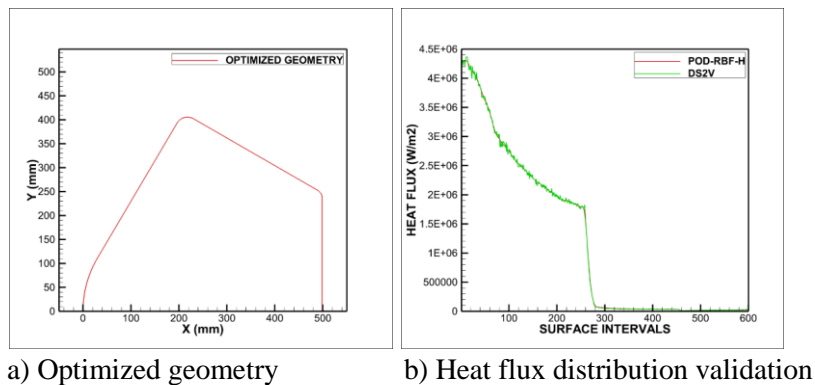 OPTIMIZED GEOMETRY
500
450
400
350
300
250
200
150
100
50
0
Y (mm)
0
100
200
300
400
500
X (mm)
POD-RBF-H
DS2V
4.5E+06
4E+06
3.5E+06
3E+06
2.5E+06
2E+06
1.5E+06
1E+06
500000
HEAT FLUX (W/m2)
100
200
300
400
500
600
SURFACE INTERVALS
a) Optimized geometry
b) Heat flux distribution validation